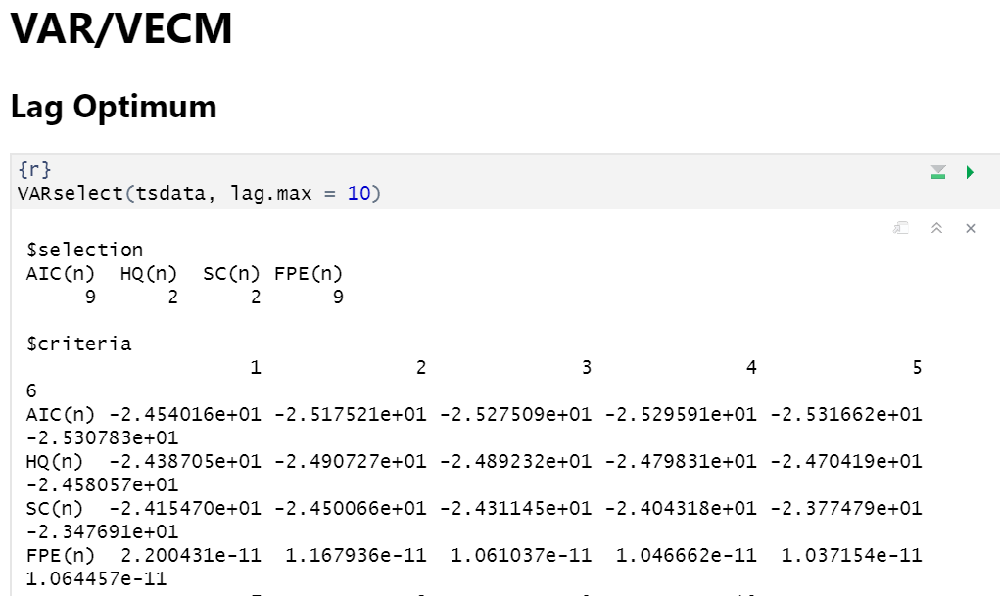 VAR/VECM
Lag Optimum
{r}
VARselect(tsdata, lag.max = 10)
$selection
AIC(n)  HQ(n)  SC(n) FPE(n)
     9      2      2      9
$criteria
                   1             2             3             4             5
6
AIC(n) -2.454016e+01 -2.517521e+01 -2.527509e+01 -2.529591e+01 -2.531662e+01
-2.530783e+01
HQ(n)  -2.438705e+01 -2.490727e+01 -2.489232e+01 -2.479831e+01 -2.470419e+01
-2.458057e+01
SC(n)  -2.415470e+01 -2.450066e+01 -2.431145e+01 -2.404318e+01 -2.377479e+01
-2.347691e+01
FPE(n)  2.200431e-11  1.167936e-11  1.061037e-11  1.046662e-11  1.037154e-11
1.064457e-11